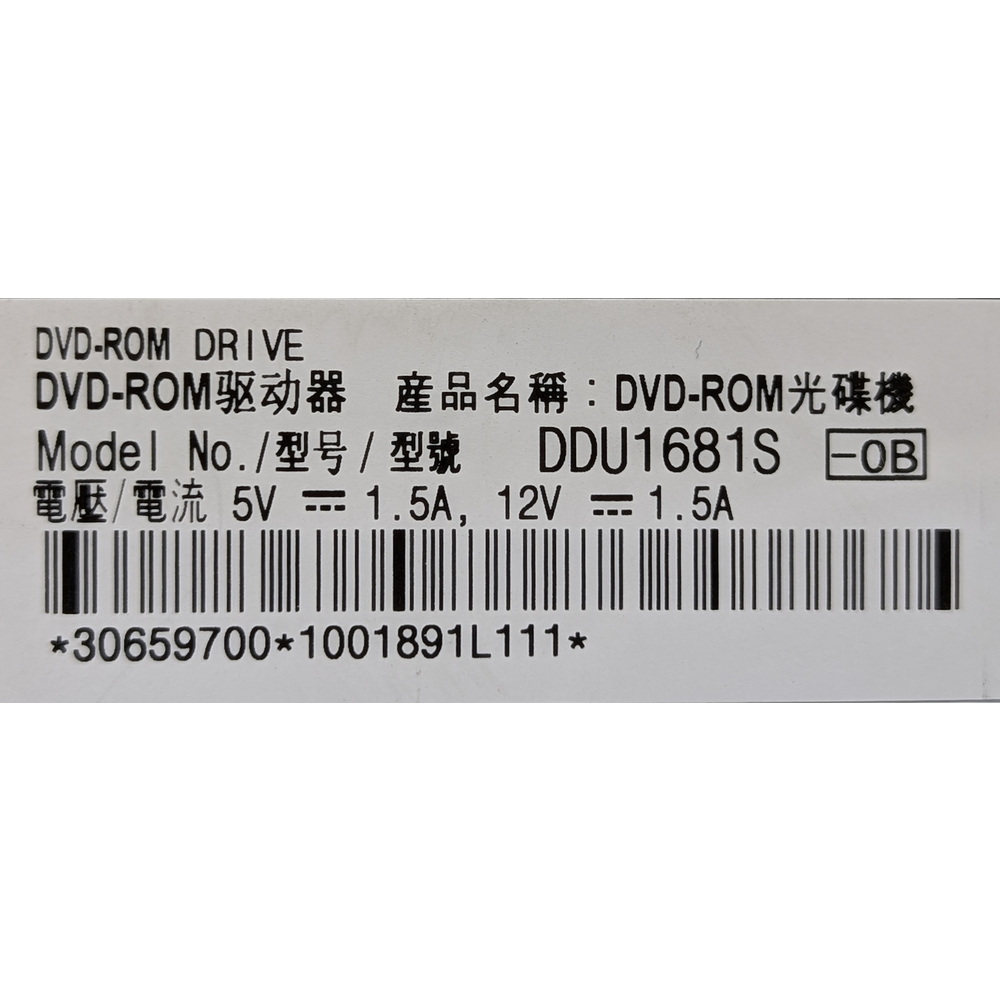 DVD-ROM DRIVE
DVD-ROM驱动器 産品名稱：DVD-ROM光碟機
Model No./型号/型號 DDU1681S -0B
電壓/電流 5V ⎓ 1.5A, 12V ⎓ 1.5A
*30659700*1001891L111*